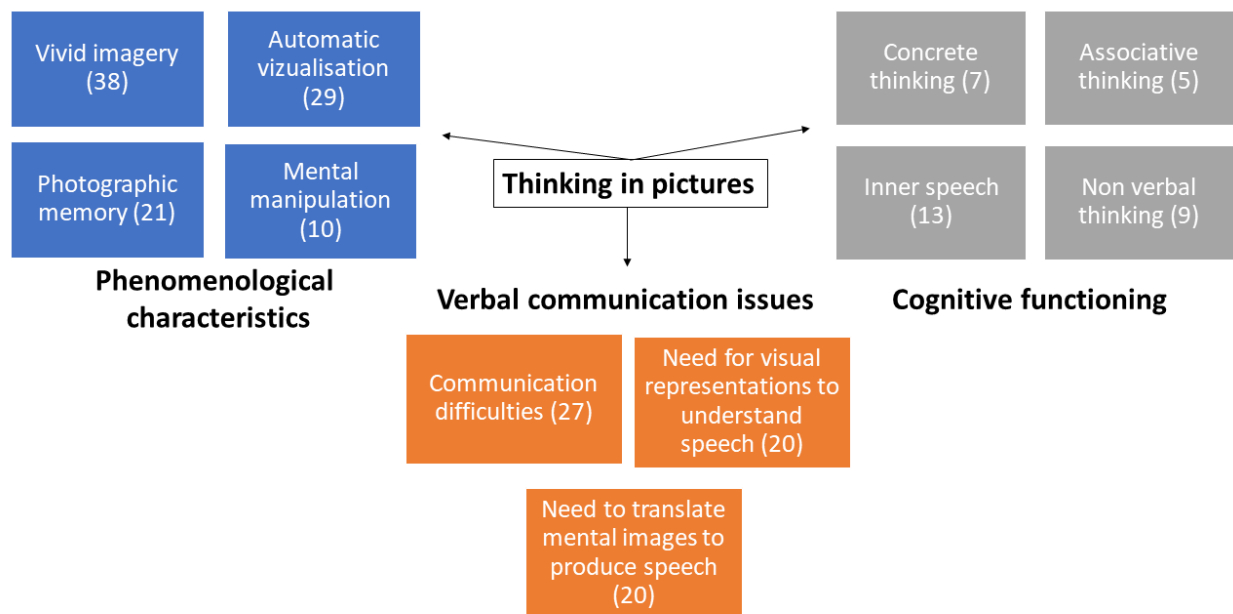 Vivid imagery
(38)
Automatic
vizualisation
(29)
Photographic
memory (21)
Mental
manipulation
(10)
Phenomenological
characteristics
Thinking in pictures
Concrete
thinking (7)
Associative
thinking (5)
Inner speech
(13)
Non verbal
thinking (9)
Cognitive functioning
Verbal communication issues
Communication
difficulties (27)
Need for visual
representations to
understand
speech (20)
Need to translate
mental images to
produce speech
(20)